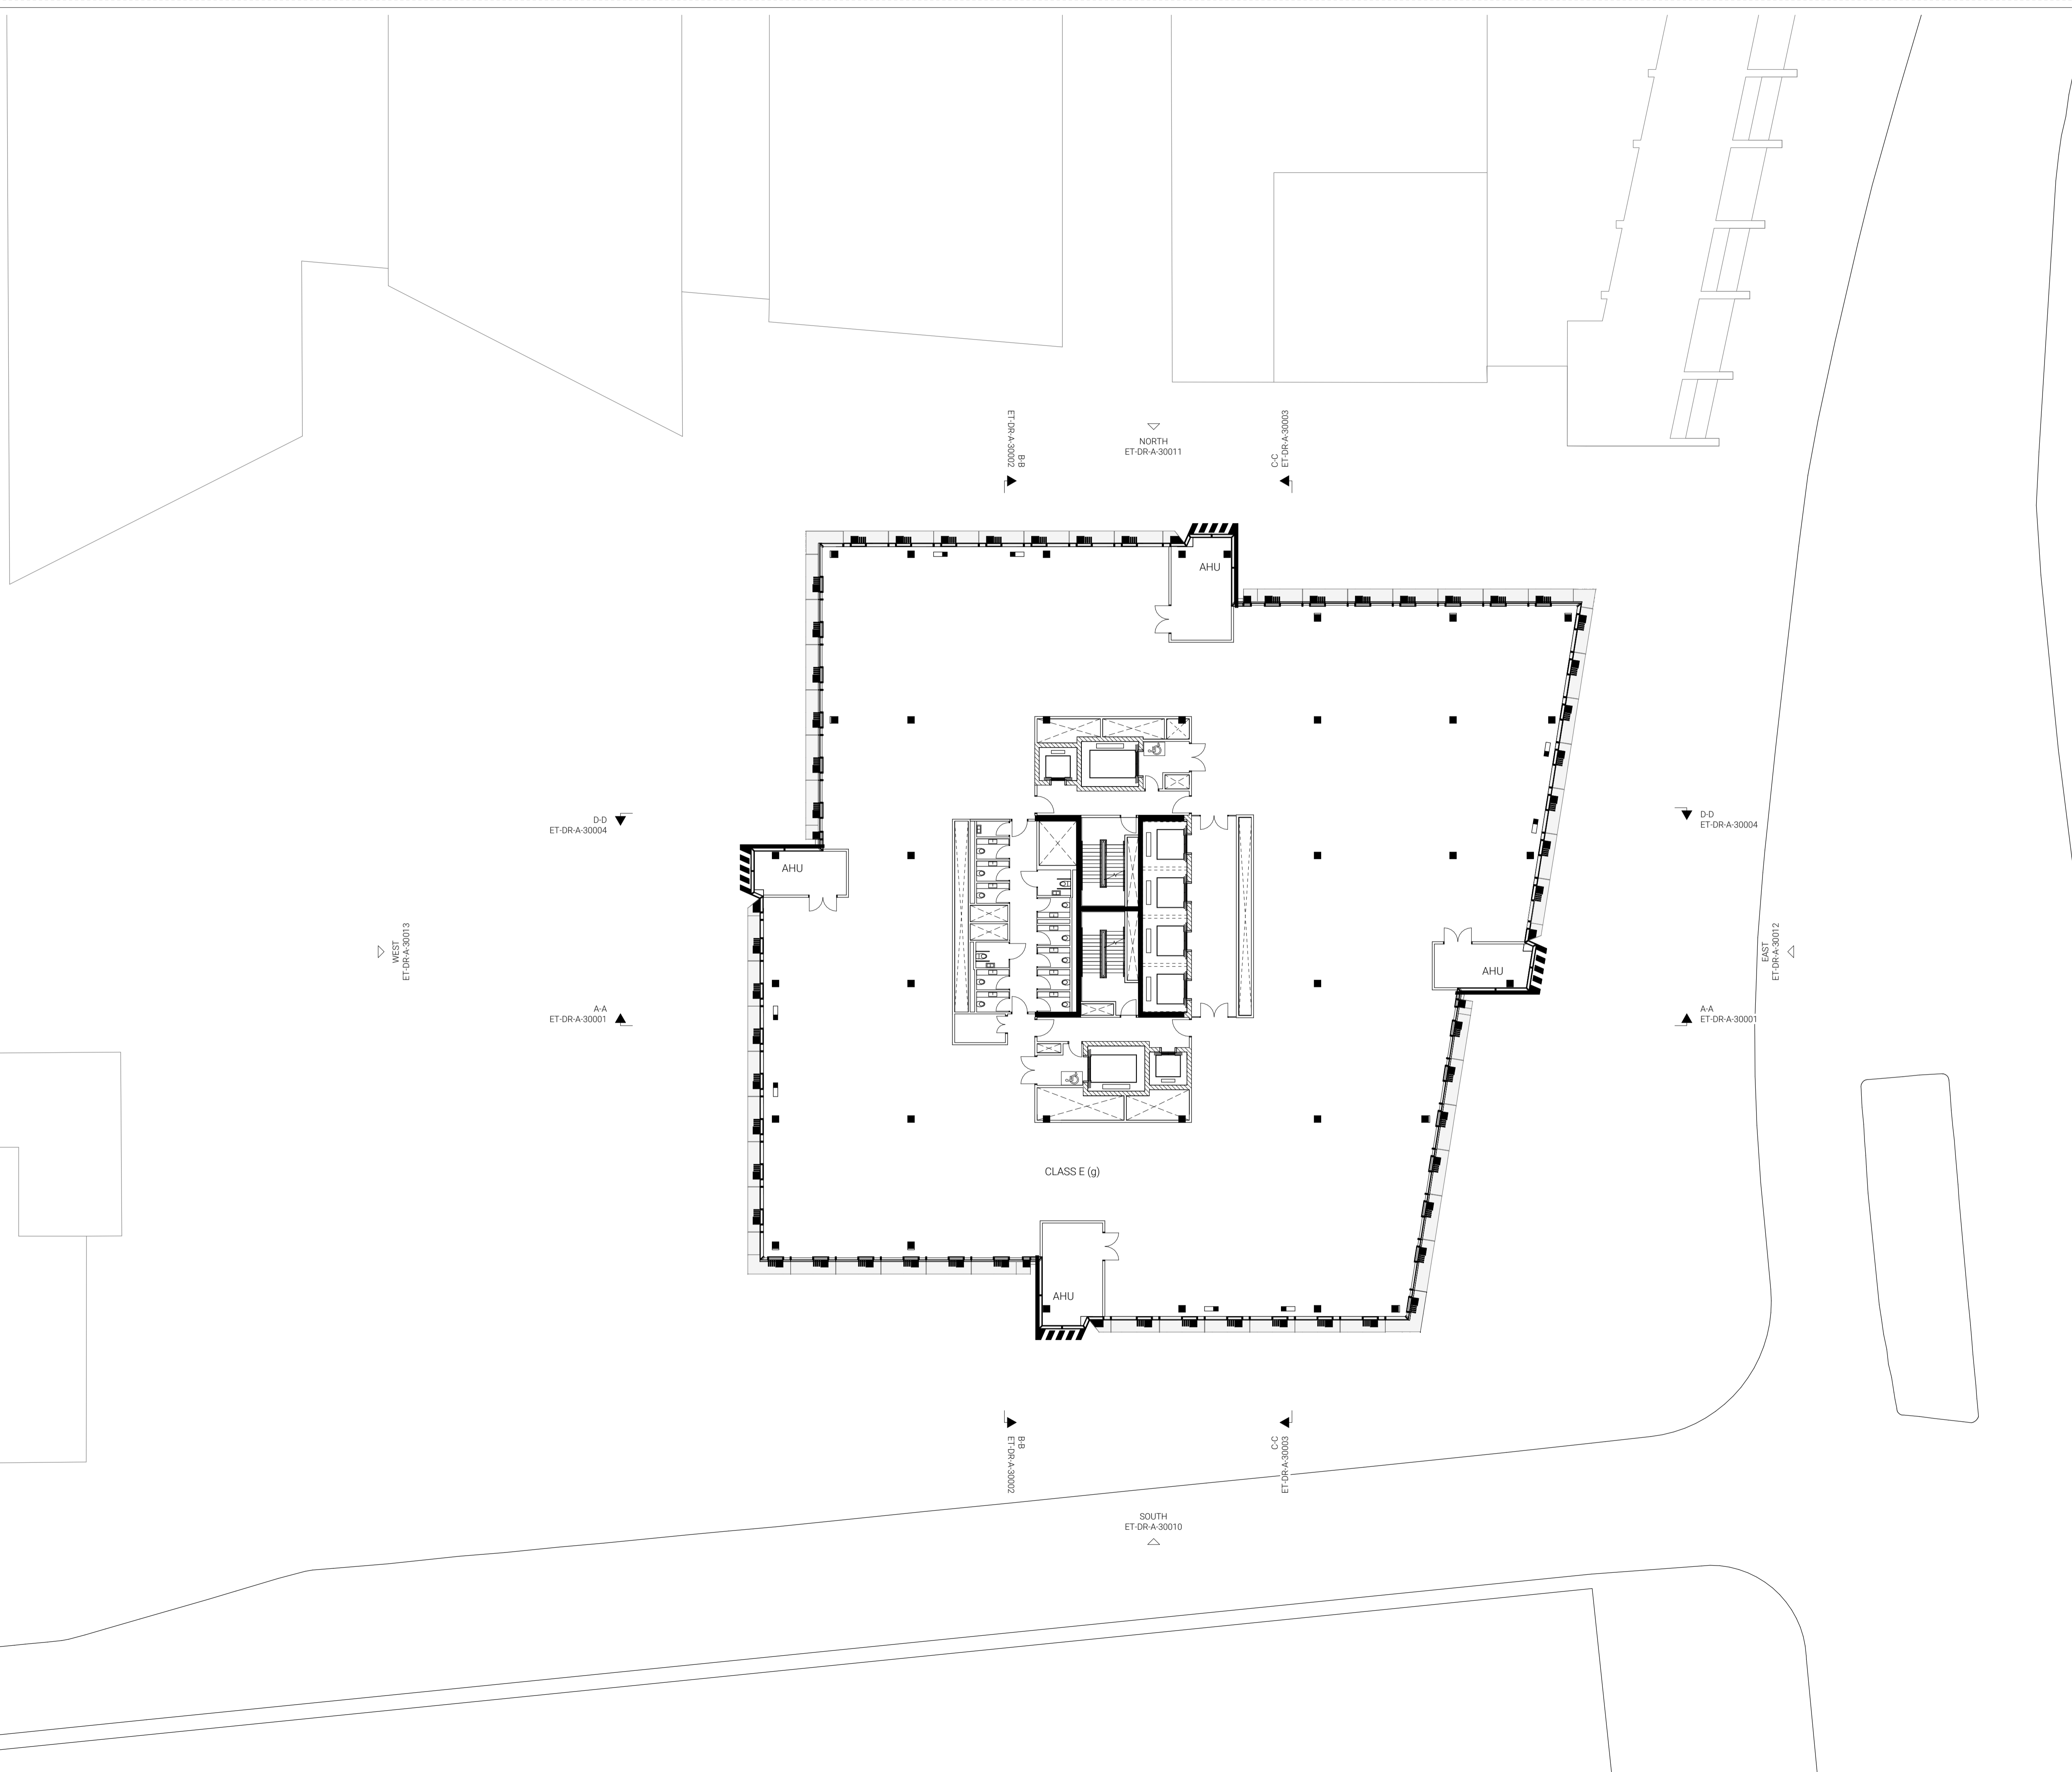 ET-DR-A-30002
B-B
NORTH
ET-DR-A-30011
C-C
ET-DR-A-30003
AHU
D-D
ET-DR-A-30004
D-D
ET-DR-A-30004
AHU
WEST
ET-DR-A-30013
EAST
ET-DR-A-30012
AHU
A-A
ET-DR-A-30001
A-A
ET-DR-A-30001
CLASS E (g)
AHU
B-B
ET-DR-A-30002
C-C
ET-DR-A-30003
SOUTH
ET-DR-A-30010